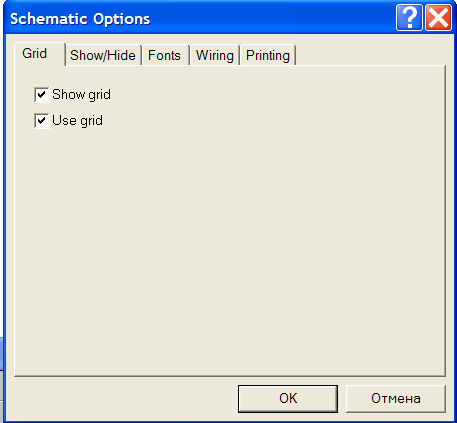 Schematic Options
Grid Show/Hide Fonts Wiring Printing
Show grid
Use grid
OK Отмена